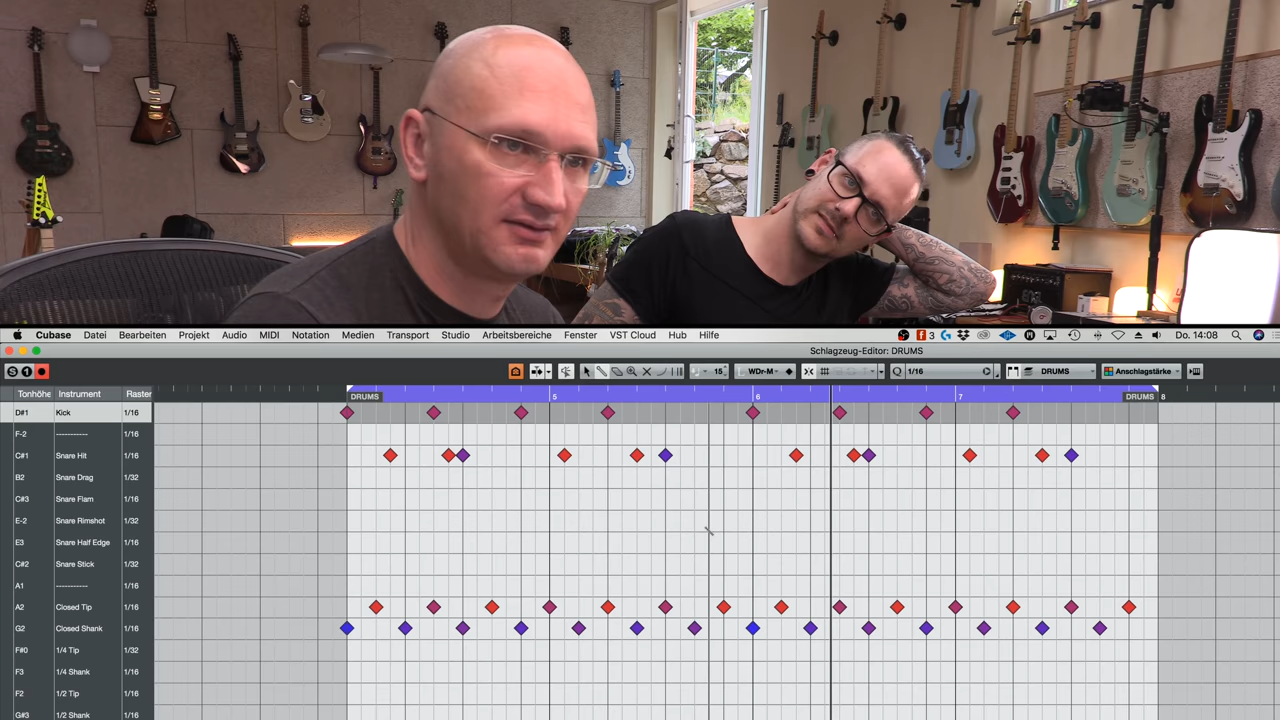 Cubase Datei Bearbeiten Projekt Audio MIDI Notation Medien Transport Studio Arbeitsbereiche Fenster VST Cloud Hub Hilfe 3 Do. 14:08
Schlagzeug-Editor: DRUMS
15 WDr-M Q 1/16 DRUMS Anschlagstärke
Tonhöhe Instrument Raster
DRUMS 5 6 7 DRUMS 8
D#1 Kick 1/16
F-2 ----------- 1/16
C#1 Snare Hit 1/16
B2 Snare Drag 1/32
C#3 Snare Flam 1/16
E-2 Snare Rimshot 1/32
E3 Snare Half Edge 1/16
C#2 Snare Stick 1/32
A1 ----------- 1/16
A2 Closed Tip 1/16
G2 Closed Shank 1/16
F#0 1/4 Tip 1/32
F3 1/4 Shank 1/16
F2 1/2 Tip 1/16
G#3 1/2 Shank 1/16